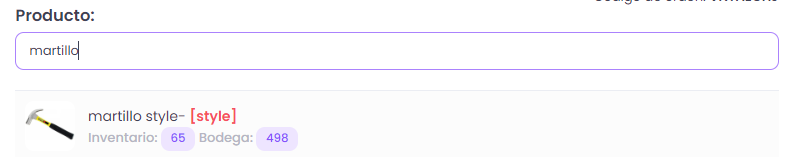 Producto:
martillo
martillo style- [style]
Inventario: 65 Bodega: 498